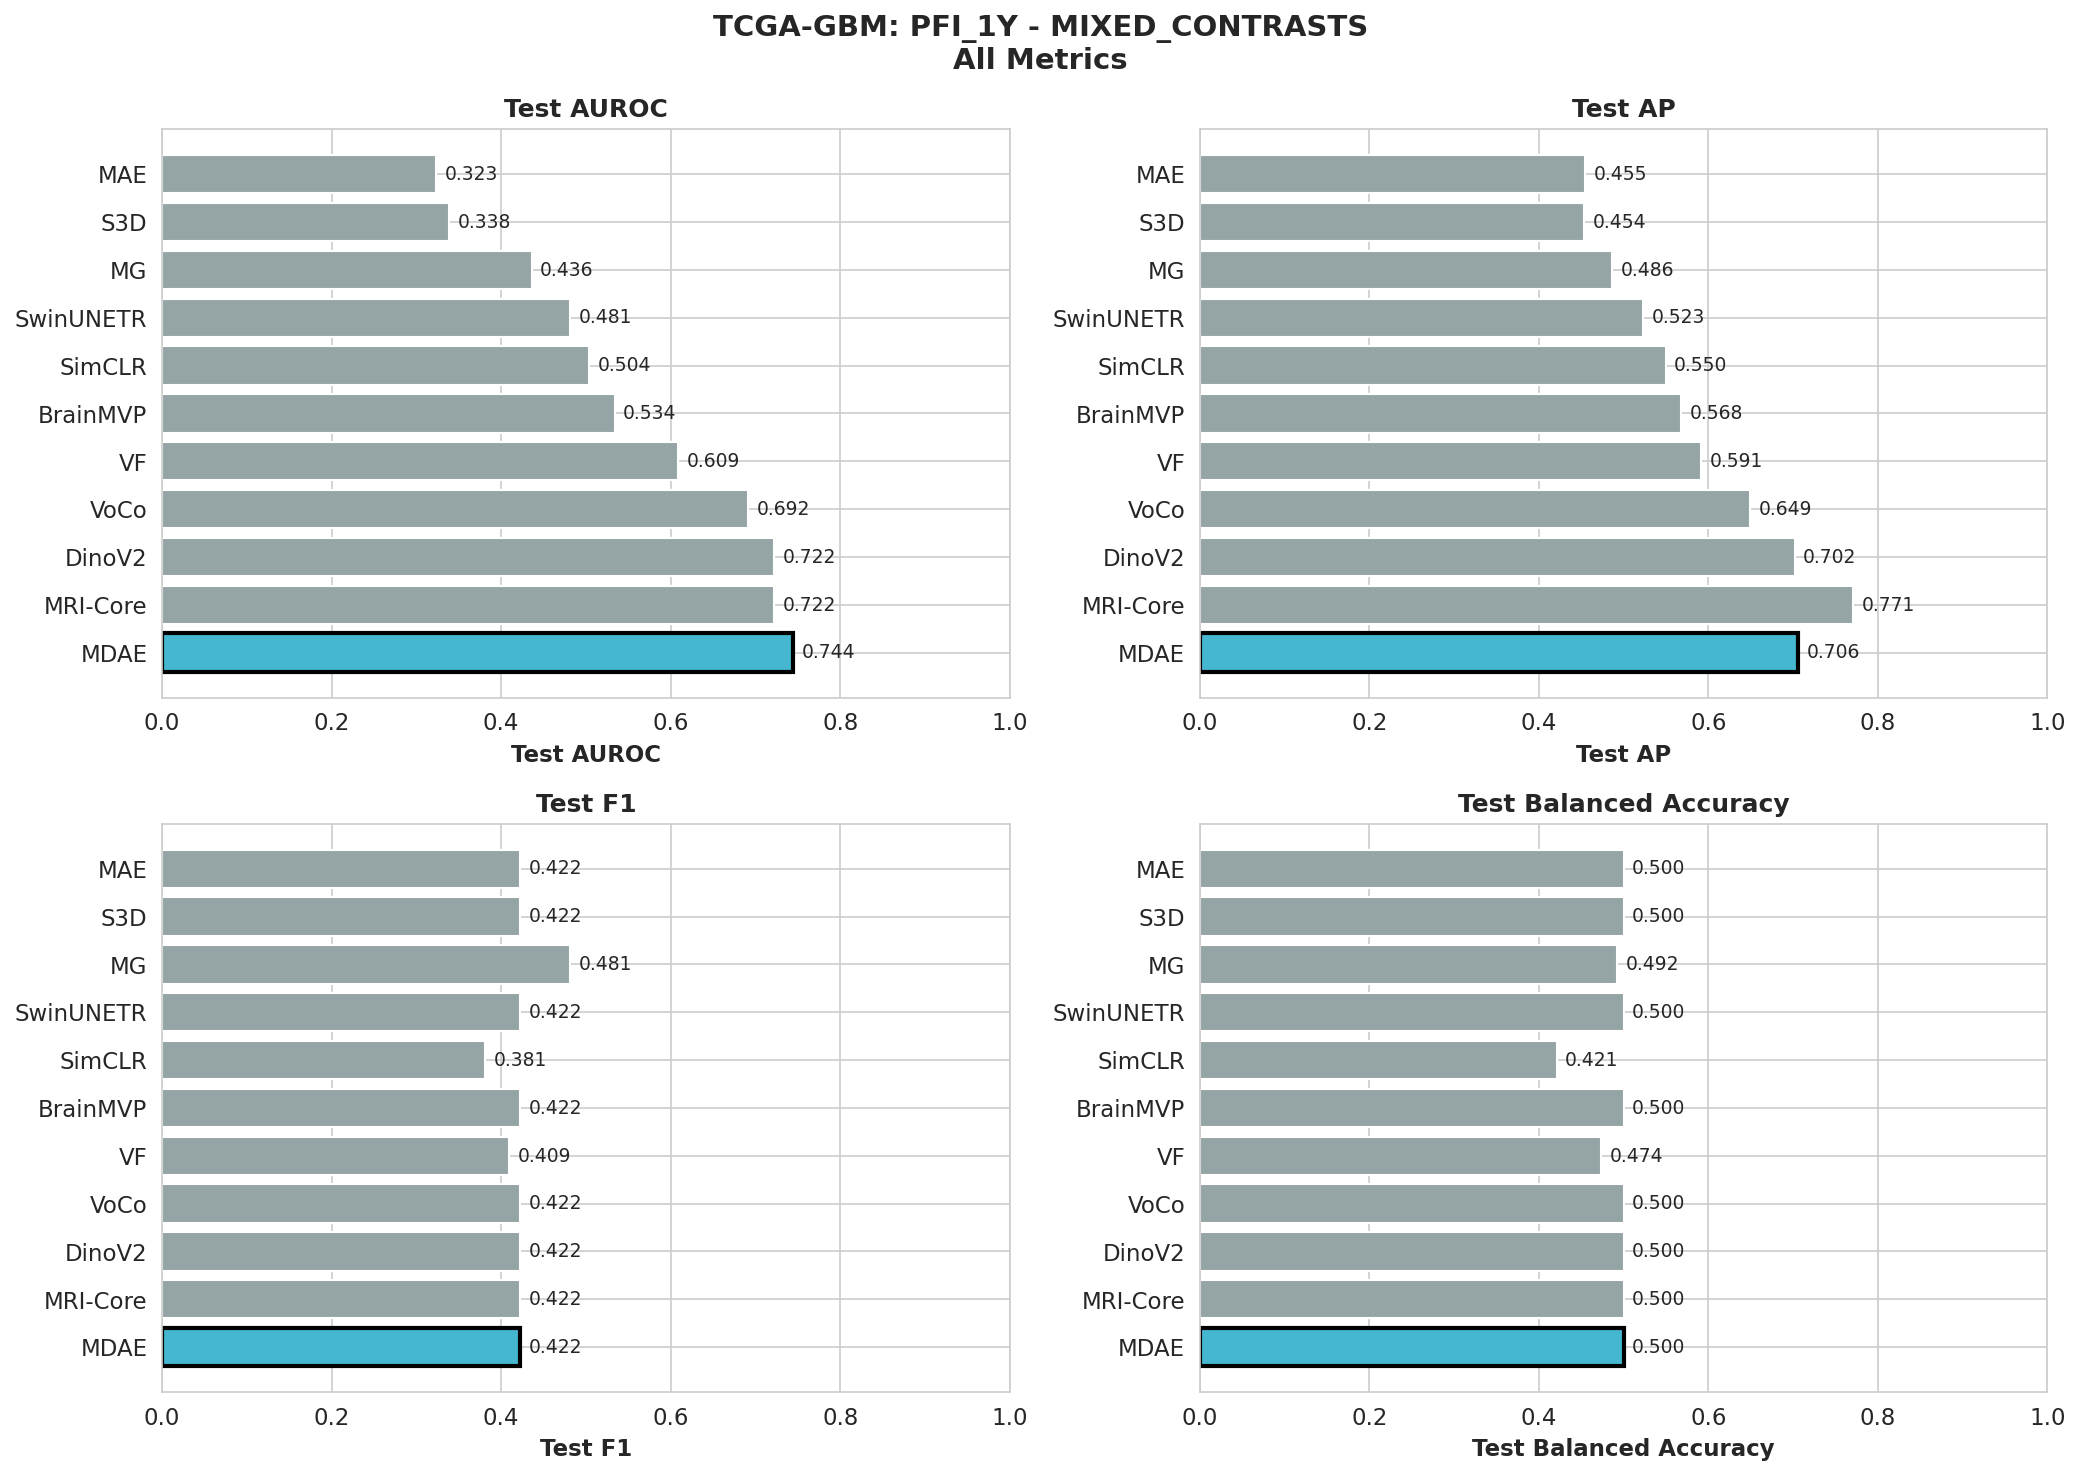 TCGA-GBM: PFI_1Y - MIXED_CONTRASTS
All Metrics
Test AUROC
MAE 0.323
S3D 0.338
MG 0.436
SwinUNETR 0.481
SimCLR 0.504
BrainMVP 0.534
VF 0.609
VoCo 0.692
DinoV2 0.722
MRI-Core 0.722
MDAE 0.744
0.0 0.2 0.4 0.6 0.8 1.0
Test AUROC
Test AP
MAE 0.455
S3D 0.454
MG 0.486
SwinUNETR 0.523
SimCLR 0.550
BrainMVP 0.568
VF 0.591
VoCo 0.649
DinoV2 0.702
MRI-Core 0.771
MDAE 0.706
0.0 0.2 0.4 0.6 0.8 1.0
Test AP
Test F1
MAE 0.422
S3D 0.422
MG 0.481
SwinUNETR 0.422
SimCLR 0.381
BrainMVP 0.422
VF 0.409
VoCo 0.422
DinoV2 0.422
MRI-Core 0.422
MDAE 0.422
0.0 0.2 0.4 0.6 0.8 1.0
Test F1
Test Balanced Accuracy
MAE 0.500
S3D 0.500
MG 0.492
SwinUNETR 0.500
SimCLR 0.421
BrainMVP 0.500
VF 0.474
VoCo 0.500
DinoV2 0.500
MRI-Core 0.500
MDAE 0.500
0.0 0.2 0.4 0.6 0.8 1.0
Test Balanced Accuracy